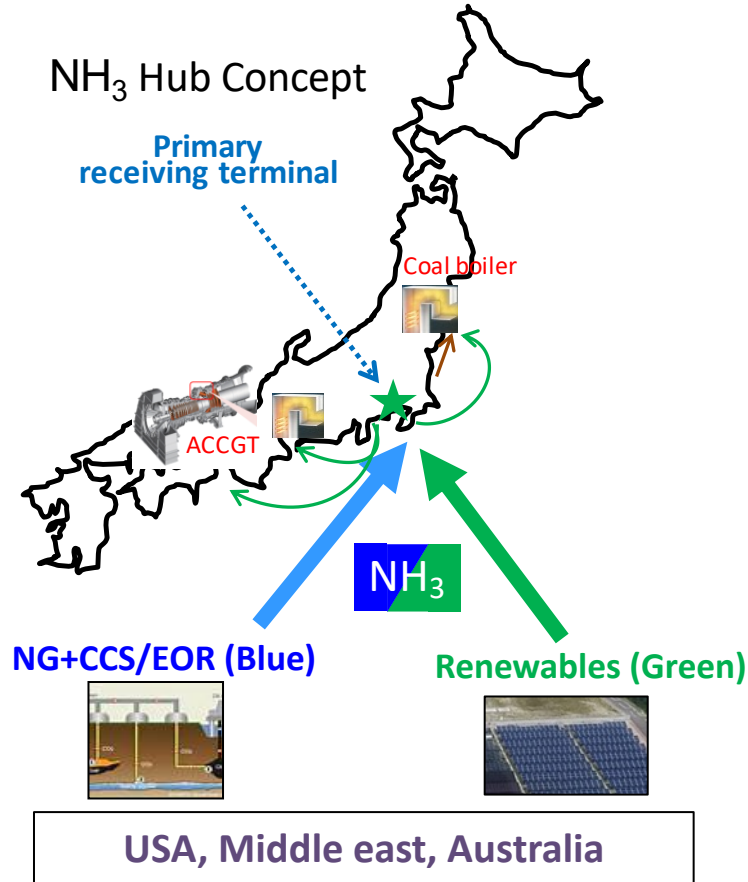 NH₃ Hub Concept
Primary
receiving terminal
Coal boiler
ACCGT
NH₃
NG+CCS/EOR (Blue)
Renewables (Green)
USA, Middle east, Australia